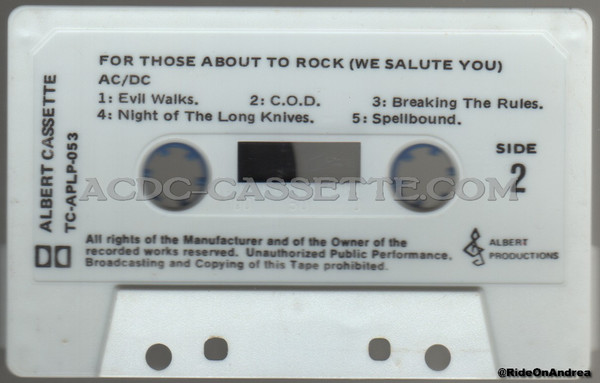 FOR THOSE ABOUT TO ROCK (WE SALUTE YOU)
AC/DC
1: Evil Walks. 2: C.O.D. 3: Breaking The Rules.
4: Night of The Long Knives. 5: Spellbound.
ALBERT CASSETTE
TC-APLP-053
SIDE
2
ACDC-CASSETTE.COM
All rights of the Manufacturer and of the Owner of the
recorded works reserved. Unauthorized Public Performance.
Broadcasting and Copying of this Tape prohibited.
ALBERT
PRODUCTIONS
@RideOnAndrea